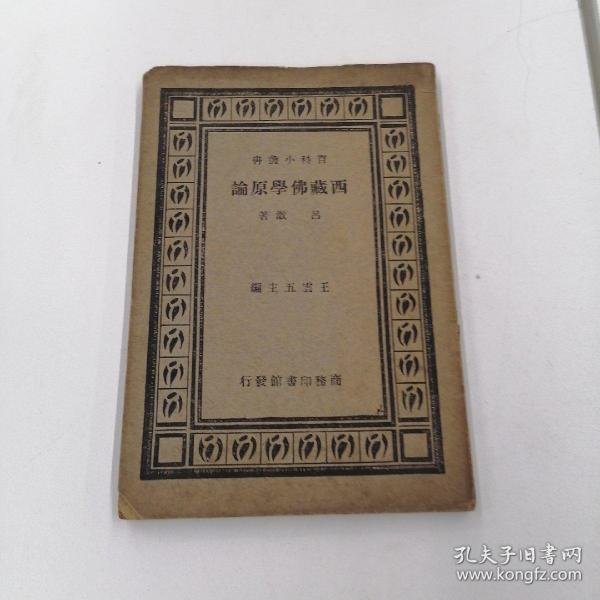 書叢小科百
論原學佛藏西
著澂 呂
編主五雲王
行發館書印務商
孔夫子旧书网
www.kongfz.com